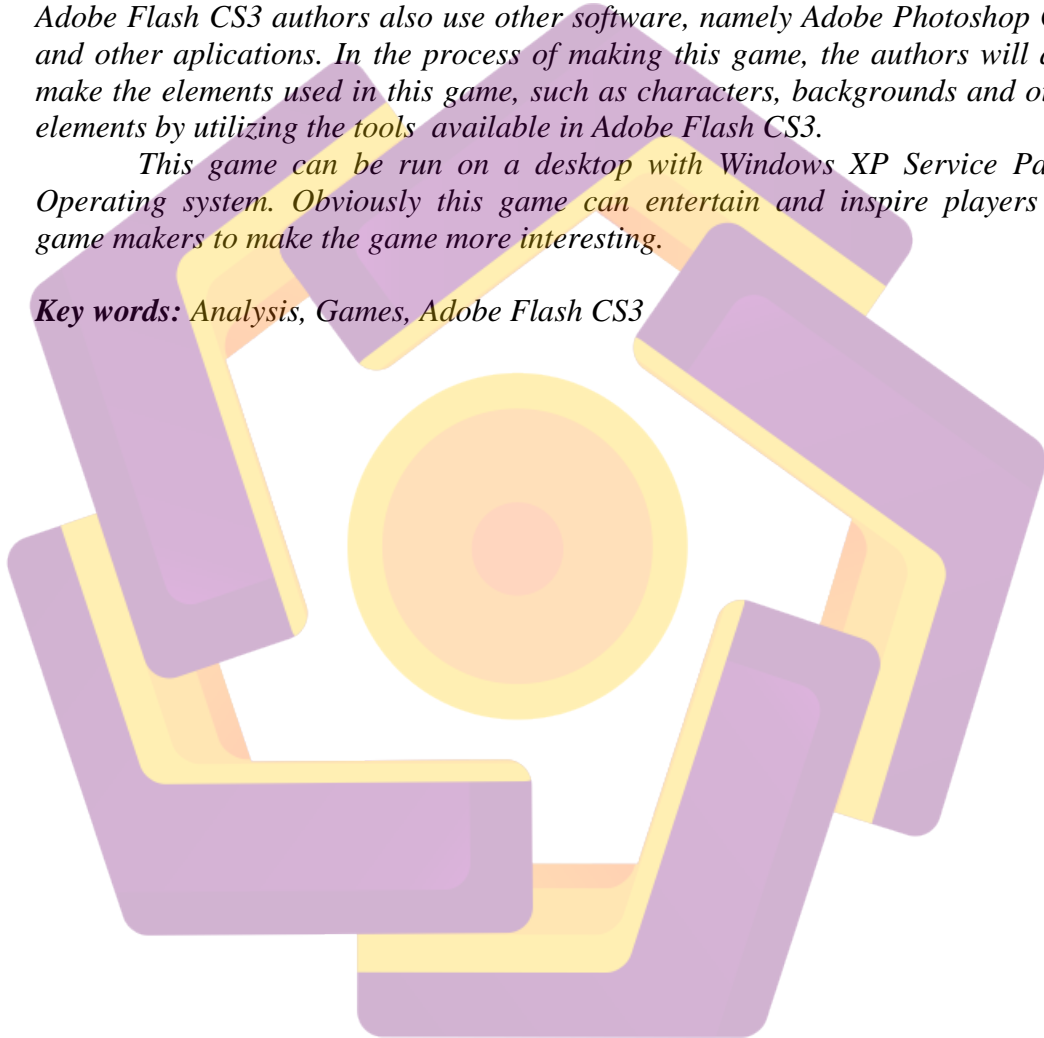 Adobe Flash CS3 authors also use other software, namely Adobe Photoshop
and other aplications. In the process of making this game, the authors will
make the elements used in this game, such as characters, backgrounds and
elements by utilizing the tools available in Adobe Flash CS3.
This game can be run on a desktop with Windows XP Service
Operating system. Obviously this game can entertain and inspire players
game makers to make the game more interesting.
Key words: Analysis, Games, Adobe Flash CS3